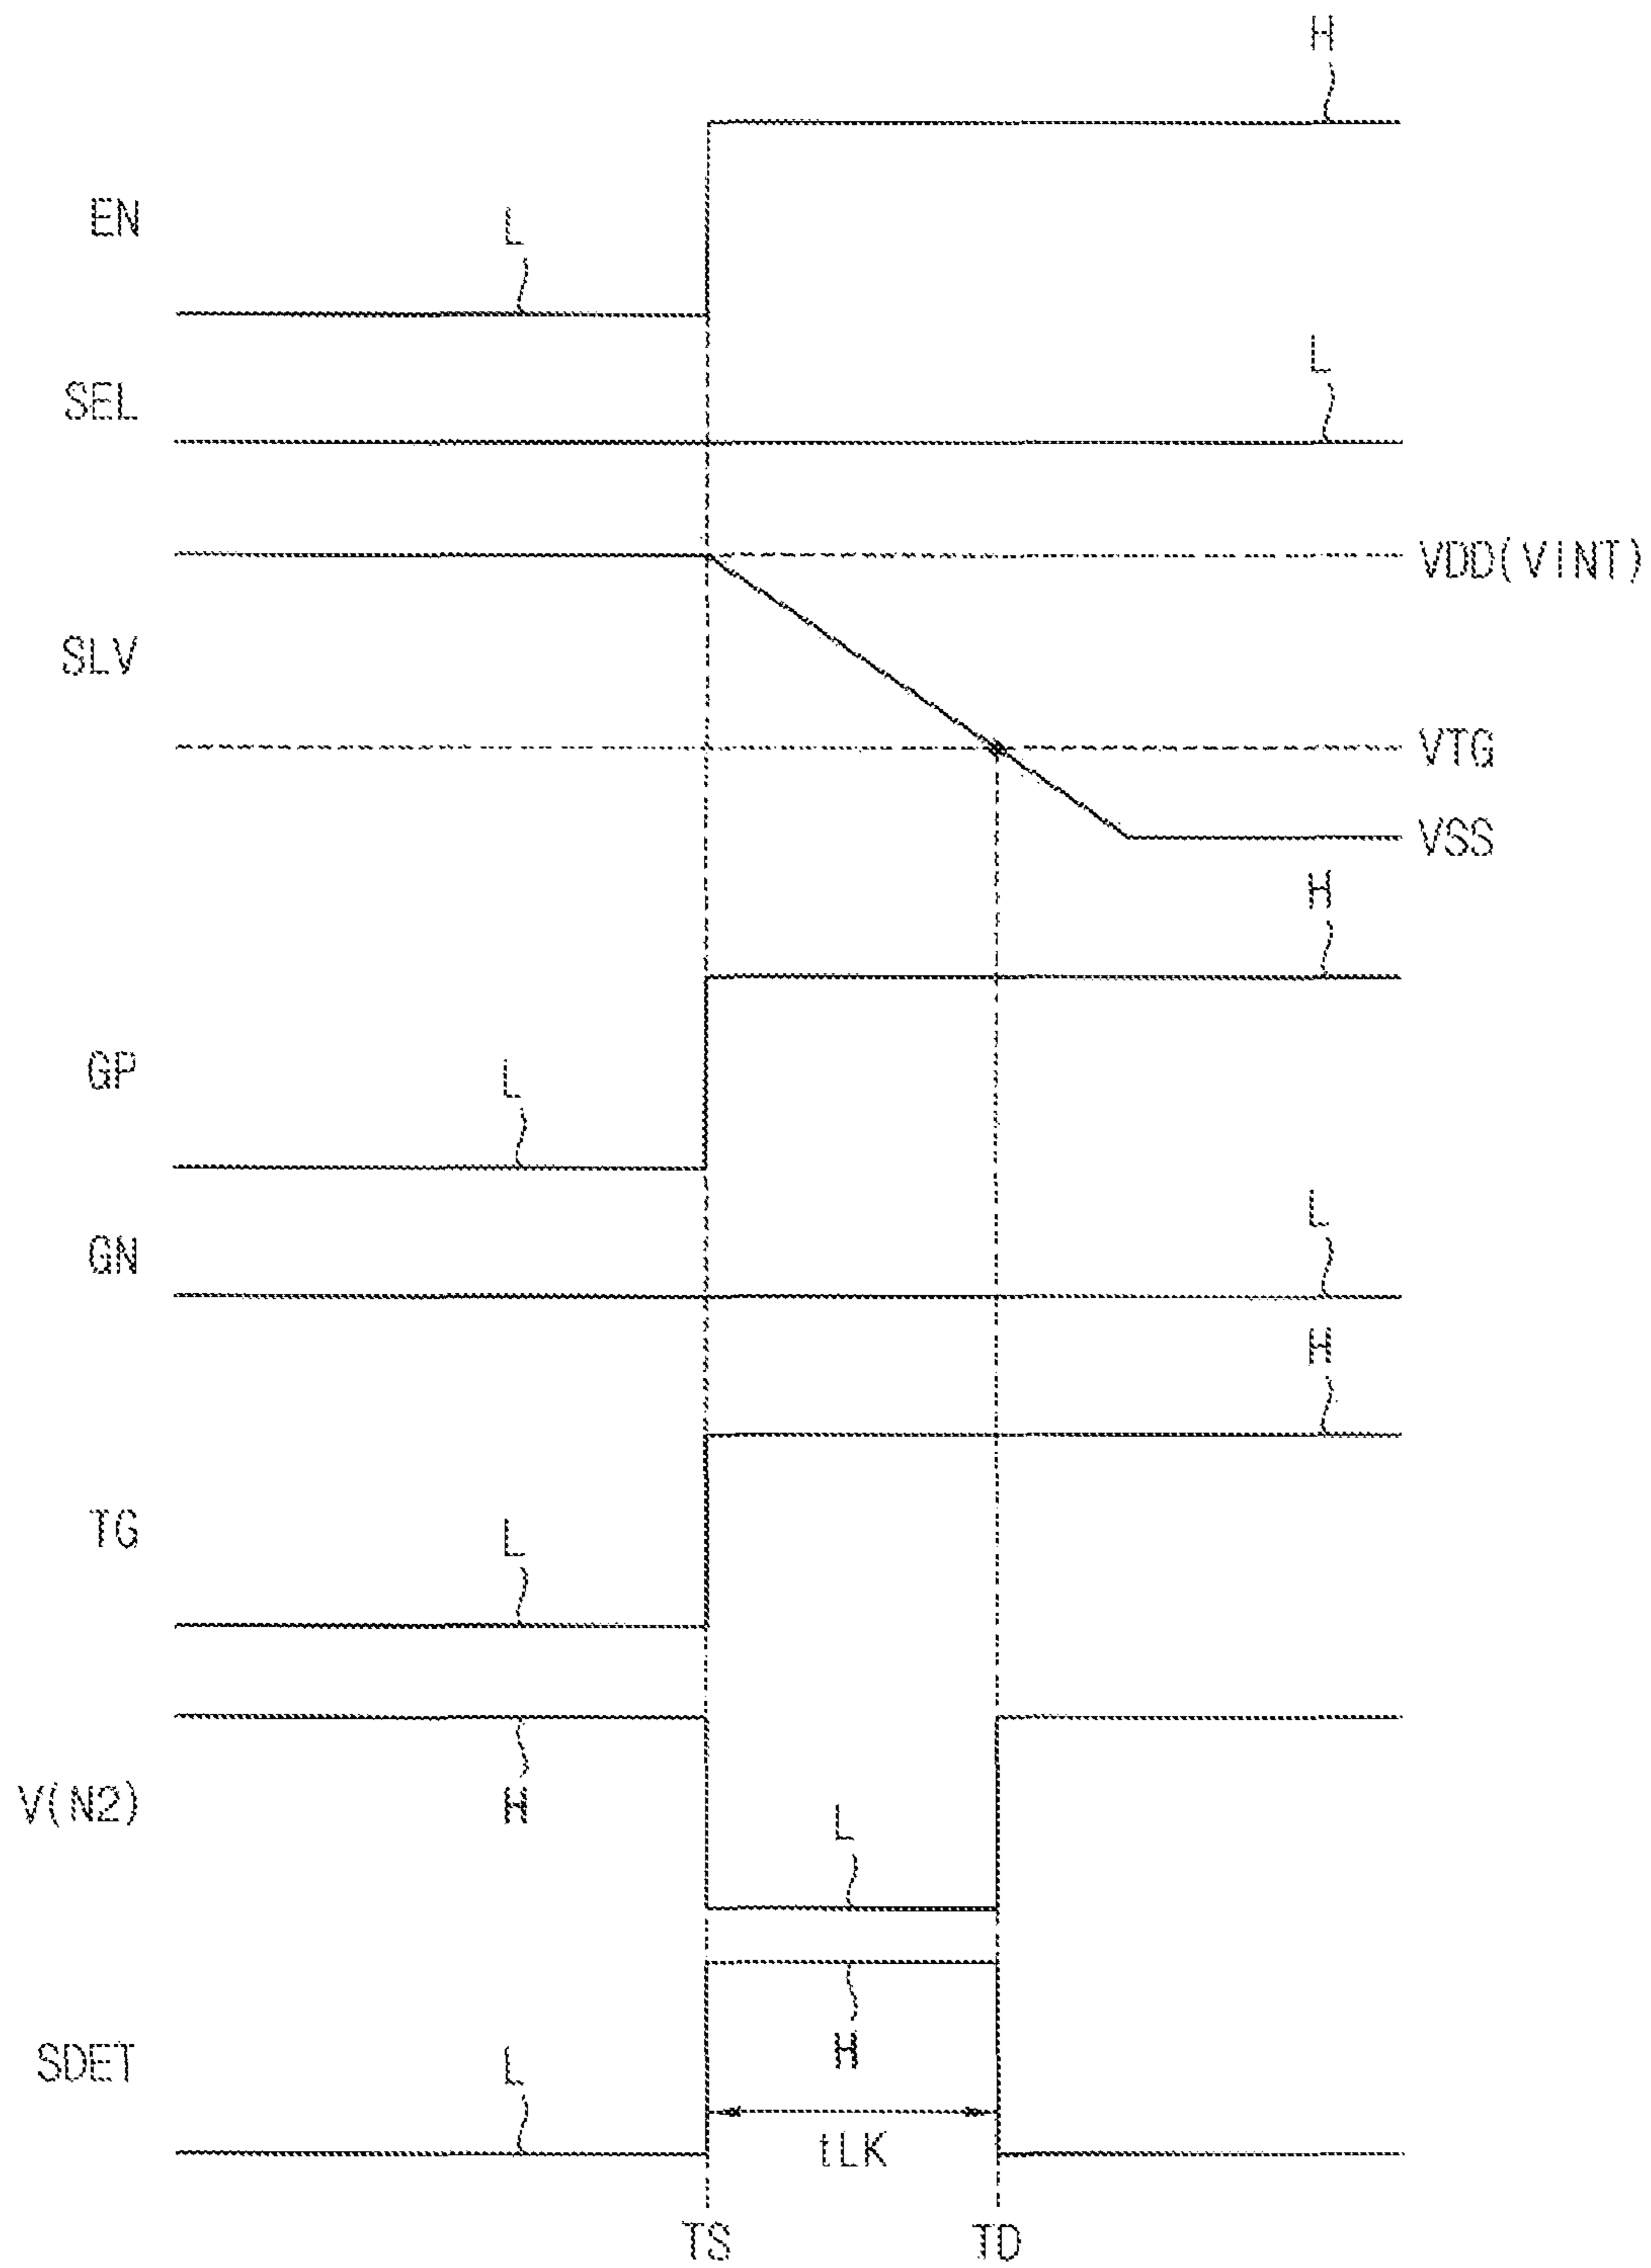 H
EN
L
SEL
L
VDD(VINT)
SLV
VTG
VSS
H
GP
L
GN
L
H
TG
L
V(N2)
H
L
SDET
L
H
tLK
TS
TD